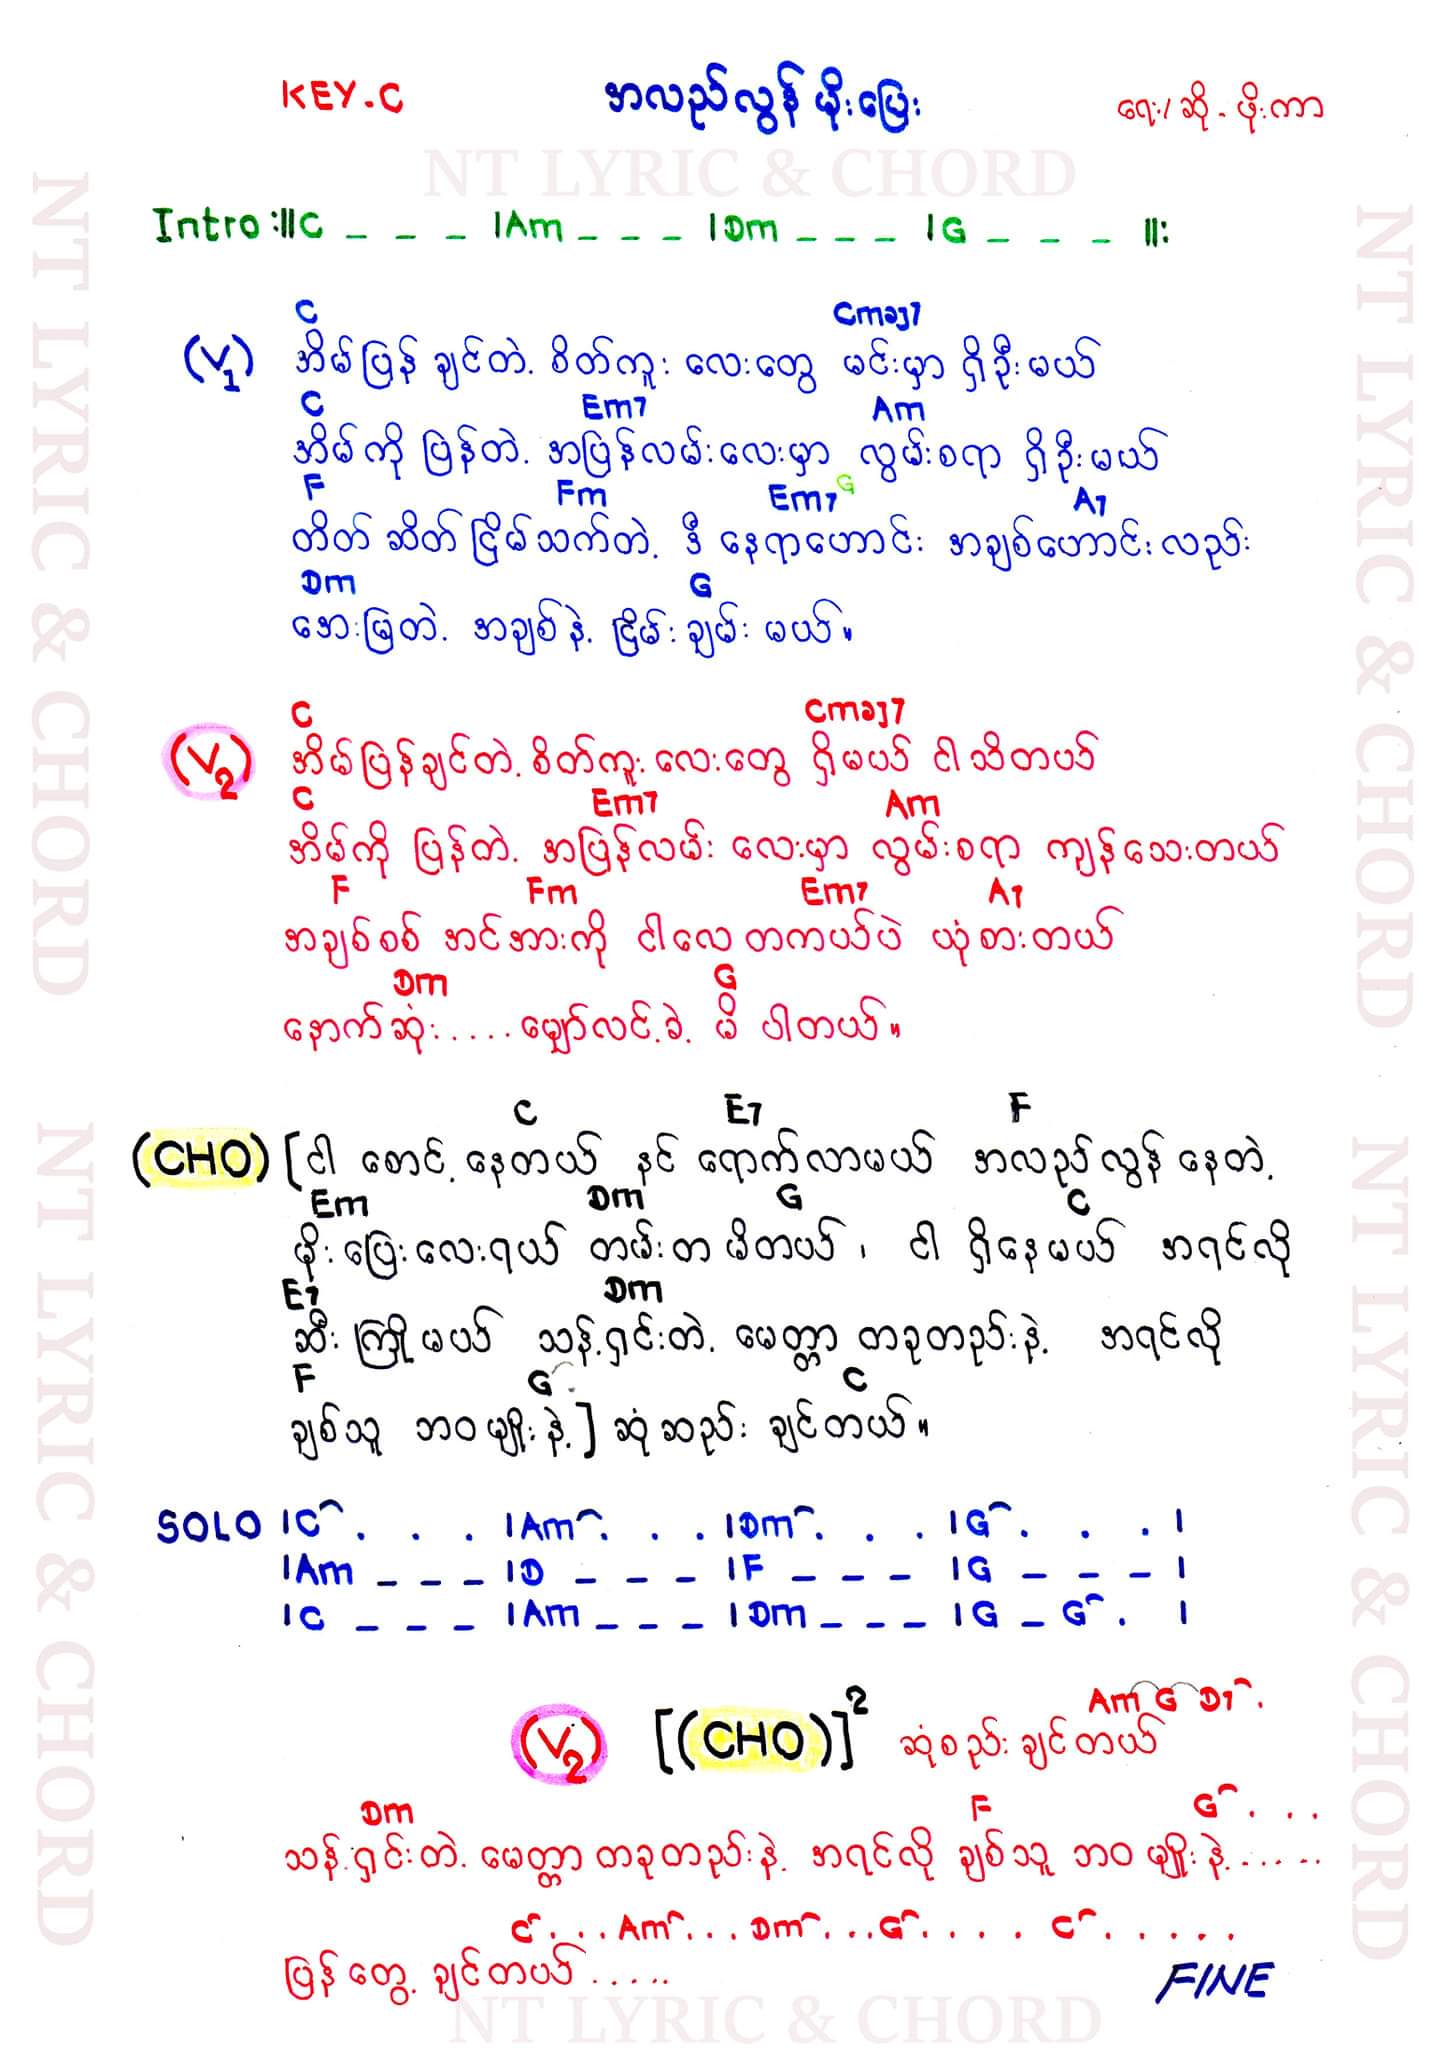 KEY.C အလည်လွန် မိုးပြေး ရေး/ဆို - ဖိုးကာ
NT LYRIC & CHORD
Intro :||C _ _ _ |Am _ _ _ |Dm _ _ _ |G _ _ _ ||:
C Cmaj7
(V1) အိမ်ပြန် ချင်တဲ့ စိတ်ကူး လေးတွေ မင်းမှာ ရှိဦးမယ်
C Em7 Am
အိမ်ကို ပြန်တဲ့ အပြန်လမ်းလေးမှာ လွမ်းစရာ ရှိဦးမယ်
F Fm Em7 G A7
တိတ် ဆိတ် ငြိမ်သက်တဲ့ ဒီ နေရာဟောင်း အချစ်ဟောင်းလည်း
Dm G
အေးမြတဲ့ အချစ်နဲ့ ငြိမ်းချမ်း မယ်။
C Cmaj7
(V2) အိမ်ပြန်ချင်တဲ့ စိတ်ကူးလေးတွေ ရှိမယ် ငါသိတယ်
C Em7 Am
အိမ်ကို ပြန်တဲ့ အပြန်လမ်း လေးမှာ လွမ်းစရာ ကျန်သေးတယ်
F Fm Em7 A7
အချစ်စစ် အင်အားကို ငါလေ တကယ်ပဲ ယုံစားတယ်
Dm G
နောက်ဆုံး....မျှော်လင့်ခဲ့ မိ ပါတယ်။
C E7 F
(CHO) [ငါ စောင့်နေတယ် နင် ရောက်လာမယ် အလည်လွန်နေတဲ့
Em Dm G C
မိုးပြေးလေးရယ် တမ်းတမိတယ်၊ ငါ ရှိနေမယ် အရင်လို
E7 Dm
ဆီးကြိုမယ် သန့်ရှင်းတဲ့ မေတ္တာ တခုတည်းနဲ့ အရင်လို
F G C
ချစ်သူ ဘဝမျိုးနဲ့] ဆုံဆည်း ချင်တယ်။
SOLO |C^ . . . |Am^ . . . |Dm^ . . . |G^ . . . |
|Am _ _ _ |D _ _ _ |F _ _ _ |G _ _ _ |
|C _ _ _ |Am _ _ _ |Dm _ _ _ |G _ G^ . |
Am G D7^ .
(V2) [(CHO)]2 ဆုံစည်းချင်တယ်
Dm F G^ . . .
သန့်ရှင်းတဲ့ မေတ္တာ တခုတည်းနဲ့ အရင်လို ချစ်သူ ဘဝမျိုးနဲ့......
C^...Am^...Dm^...G^....C^.....
ပြန်တွေ့ ချင်တယ်..... FINE
NT LYRIC & CHORD
NT LYRIC & CHORD
NT LYRIC & CHORD
NT LYRIC & CHORD
NT LYRIC & CHORD